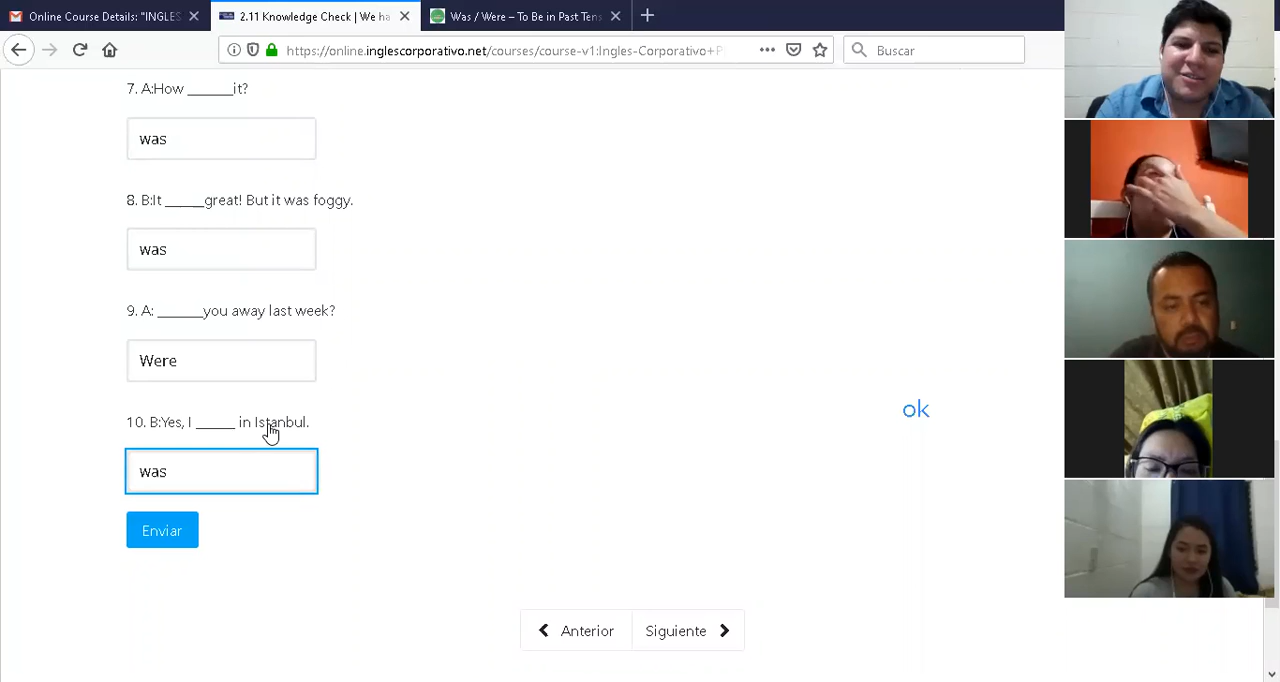 Online Course Details: "INGLES
2.11 Knowledge Check | We ha
Was / Were – To Be in Past Tens
https://online.inglescorporativo.net/courses/course-v1:Ingles-Corporativo+P
Buscar
7. A:How ______it?
was
8. B:It _____great! But it was foggy.
was
9. A: ______you away last week?
Were
10. B:Yes, I _____ in Istanbul.
ok
was
Enviar
Anterior
Siguiente